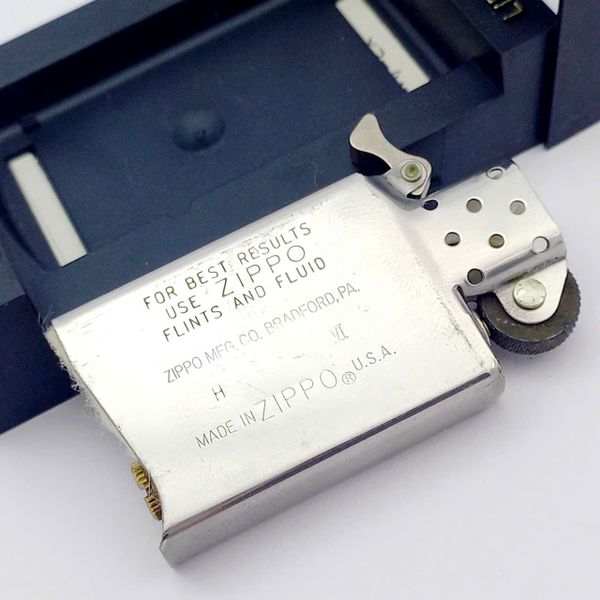 FOR BEST RESULTS
USE ZIPPO
FLINTS AND FLUID
ZIPPO MFG. CO. BRADFORD, PA.
H VI
MADE IN ZIPPO® U.S.A.